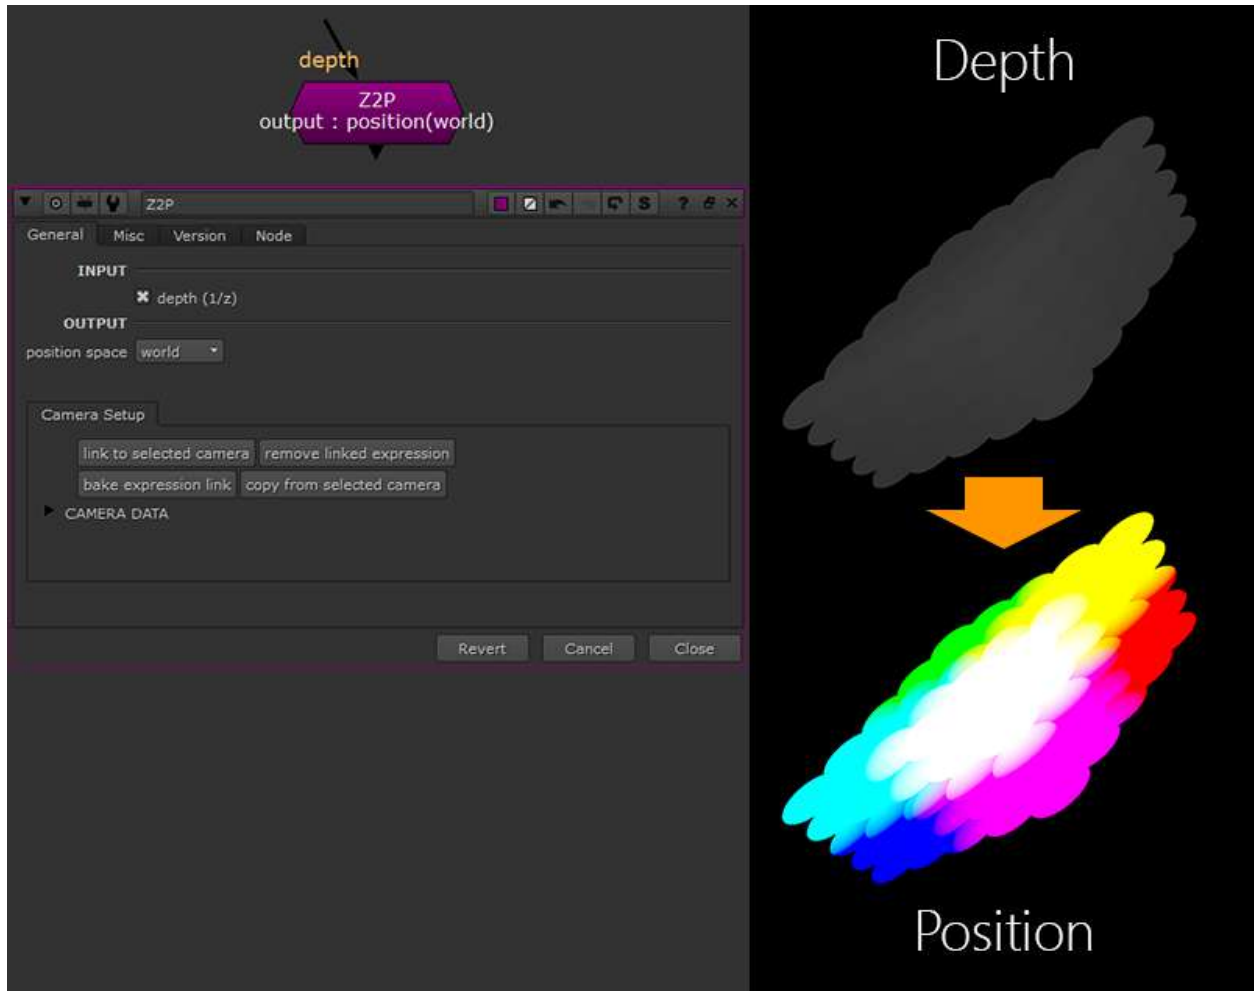 depth
Z2P
output : position(world)
Z2P
S ?
General Misc Version Node
INPUT
depth (1/z)
OUTPUT
position space world
Camera Setup
link to selected camera remove linked expression
bake expression link copy from selected camera
CAMERA DATA
Revert Cancel Close
Depth
Position